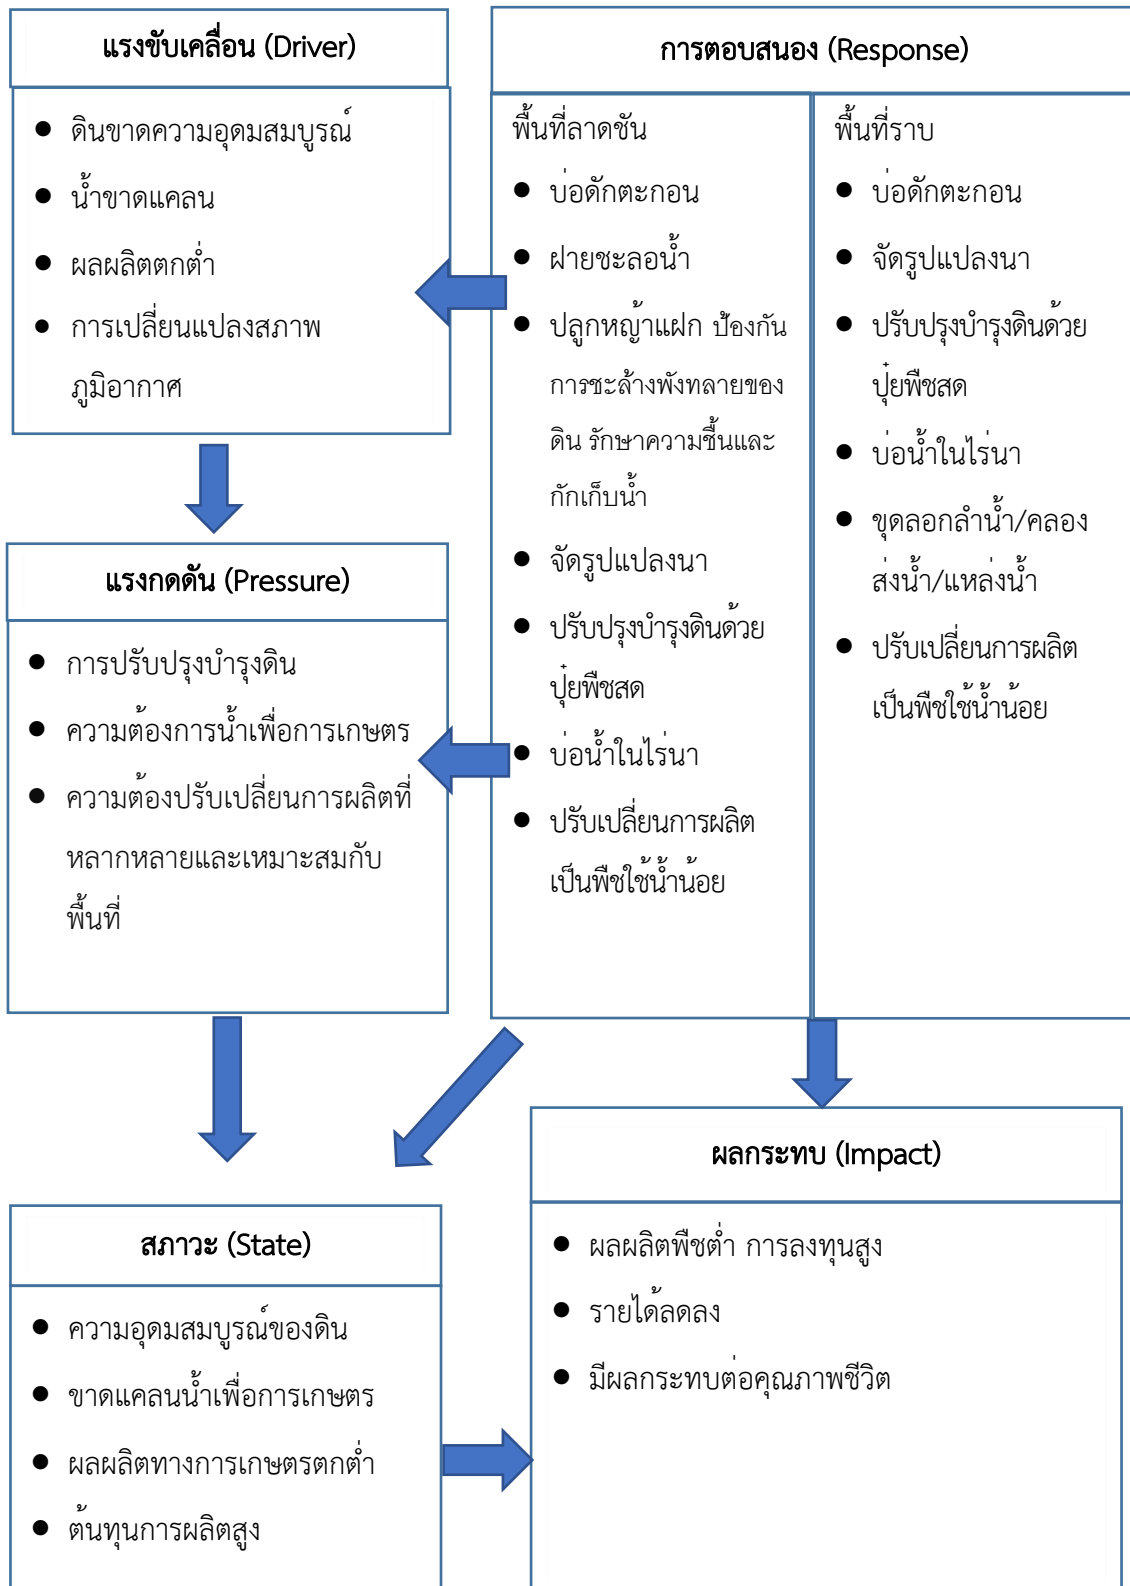 แรงขับเคลื่อน (Driver)
● ดินขาดความอุดมสมบูรณ์
● น้ำขาดแคลน
● ผลผลิตตกต่ำ
● การเปลี่ยนแปลงสภาพ
ภูมิอากาศ
การตอบสนอง (Response)
พื้นที่ลาดชัน
● บ่อดักตะกอน
● ฝายชะลอน้ำ
● ปลูกหญ้าแฝก ป้องกัน
การชะล้างพังทลายของ
ดิน รักษาความชื้นและ
กักเก็บน้ำ
● จัดรูปแปลงนา
● ปรับปรุงบำรุงดินด้วย
ปุ๋ยพืชสด
● บ่อน้ำในไร่นา
● ปรับเปลี่ยนการผลิต
เป็นพืชใช้น้ำน้อย
พื้นที่ราบ
● บ่อดักตะกอน
● จัดรูปแปลงนา
● ปรับปรุงบำรุงดินด้วย
ปุ๋ยพืชสด
● บ่อน้ำในไร่นา
● ขุดลอกลำน้ำ/คลอง
ส่งน้ำ/แหล่งน้ำ
● ปรับเปลี่ยนการผลิต
เป็นพืชใช้น้ำน้อย
แรงกดดัน (Pressure)
● การปรับปรุงบำรุงดิน
● ความต้องการน้ำเพื่อการเกษตร
● ความต้องปรับเปลี่ยนการผลิตที่
หลากหลายและเหมาะสมกับ
พื้นที่
สภาวะ (State)
● ความอุดมสมบูรณ์ของดิน
● ขาดแคลนน้ำเพื่อการเกษตร
● ผลผลิตทางการเกษตรตกต่ำ
● ต้นทุนการผลิตสูง
ผลกระทบ (Impact)
● ผลผลิตพืชต่ำ การลงทุนสูง
● รายได้ลดลง
● มีผลกระทบต่อคุณภาพชีวิต